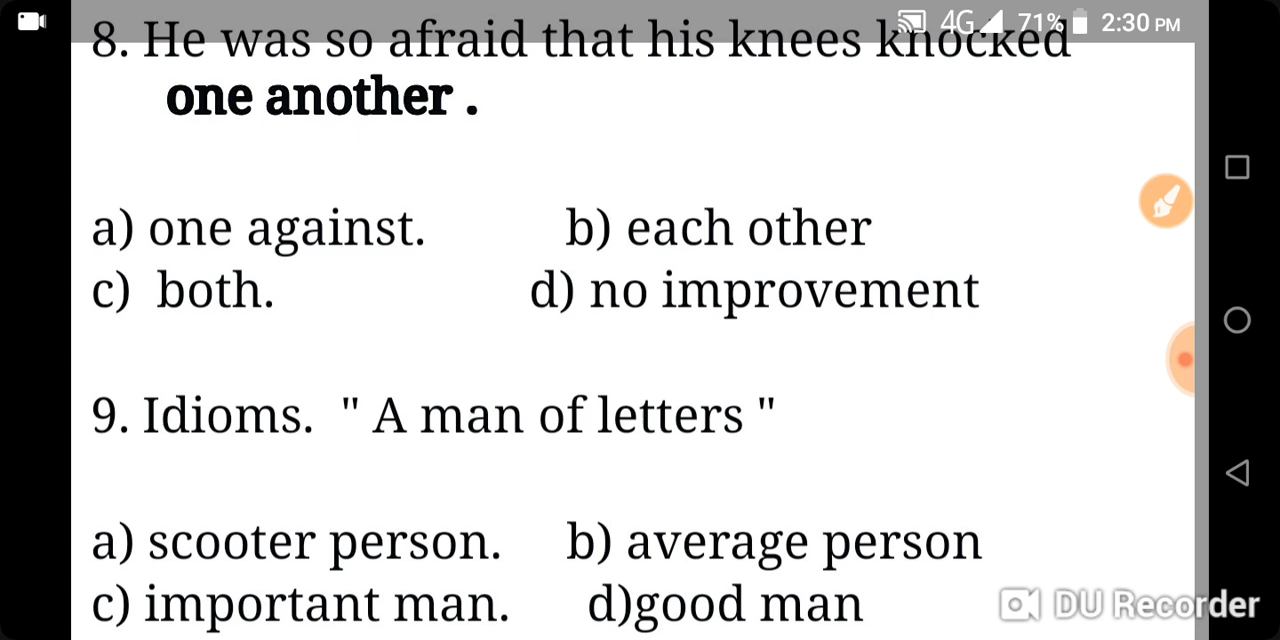 4G 71% 2:30 PM
8. He was so afraid that his knees knocked
one another .
a) one against. b) each other
c) both. d) no improvement
9. Idioms. " A man of letters "
a) scooter person. b) average person
c) important man. d)good man
DU Recorder